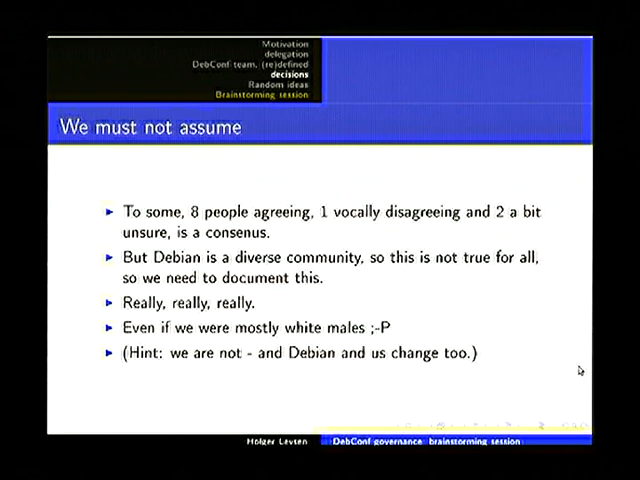 Motivation
delegation
DebConf team, (re)defined
decisions
Random ideas
Brainstorming session
We must not assume
To some, 8 people agreeing, 1 vocally disagreeing and 2 a bit
unsure, is a consenus.
But Debian is a diverse community, so this is not true for all,
so we need to document this.
Really, really, really.
Even if we were mostly white males ;-P
(Hint: we are not - and Debian and us change too.)
Holger Levsen
DebConf governance brainstorming session